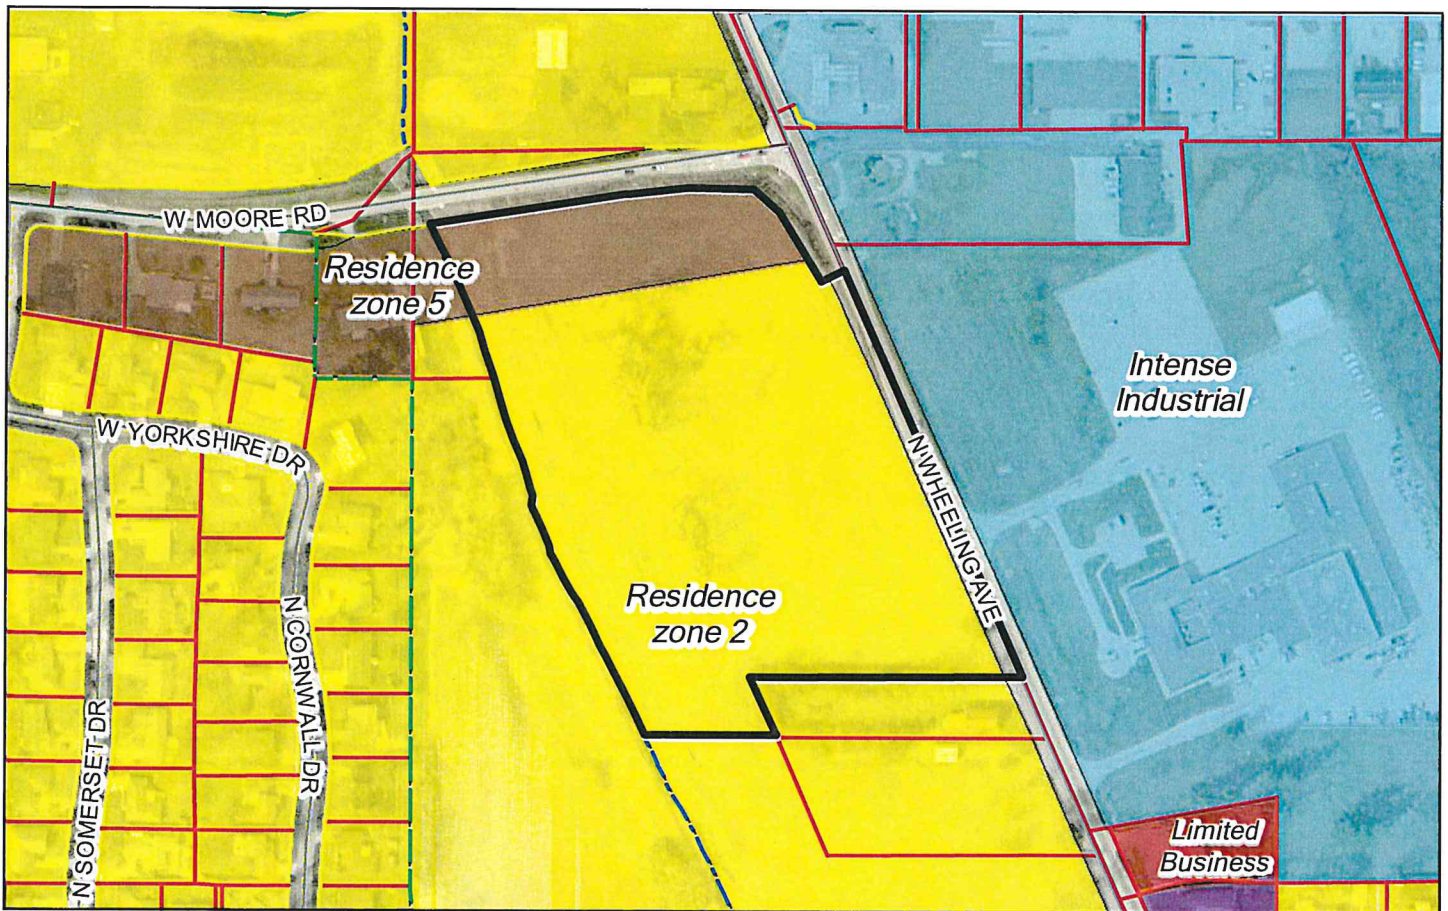 W MOORE RD
Residence
zone 5
Intense
Industrial
W YORKSHIRE DR
N WHEELING AVE
Residence
zone 2
N CORNWALL DR
N SOMERSET DR
Limited
Business